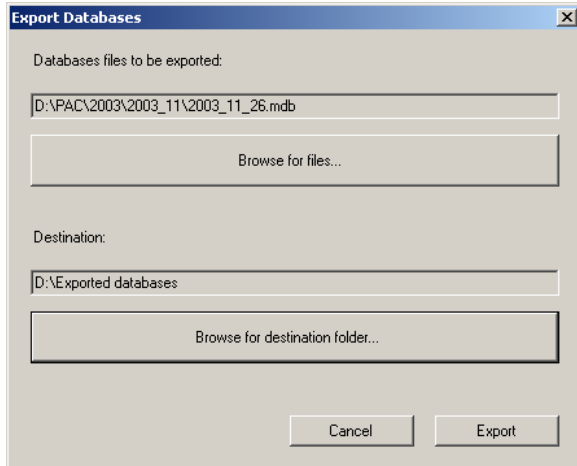 Export Databases
Databases files to be exported:
D:\PAC\2003\2003_11\2003_11_26.mdb
Browse for files...
Destination:
D:\Exported databases
Browse for destination folder...
Cancel
Export